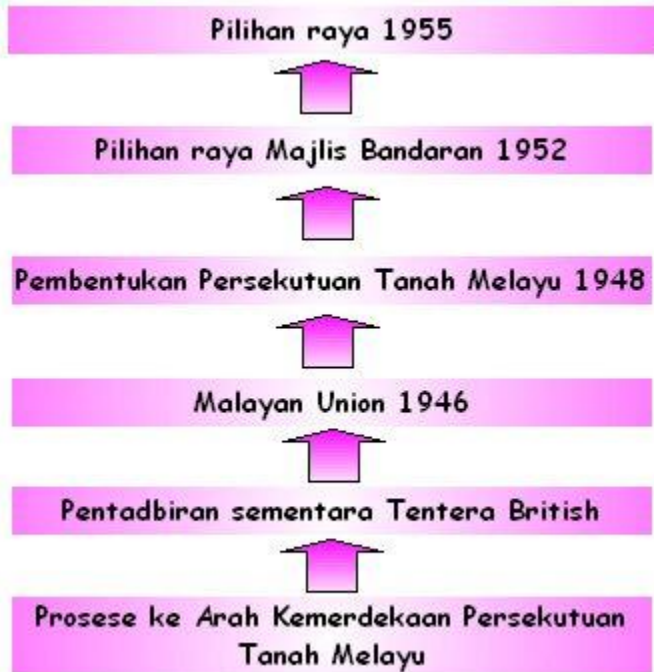 Pilihan raya 1955
Pilihan raya Majlis Bandaran 1952
Pembentukan Persekutuan Tanah Melayu 1948
Malayan Union 1946
Pentadbiran sementara Tentera British
Prosese ke Arah Kemerdekaan Persekutuan
Tanah Melayu